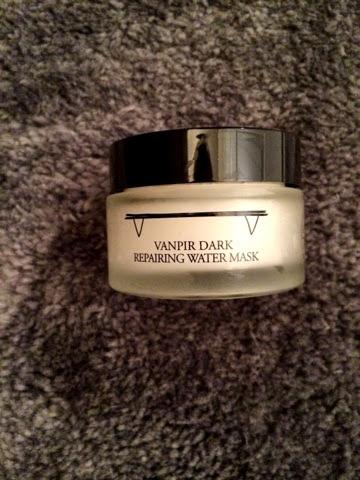 VANPIR DARK
REPAIRING WATER MASK